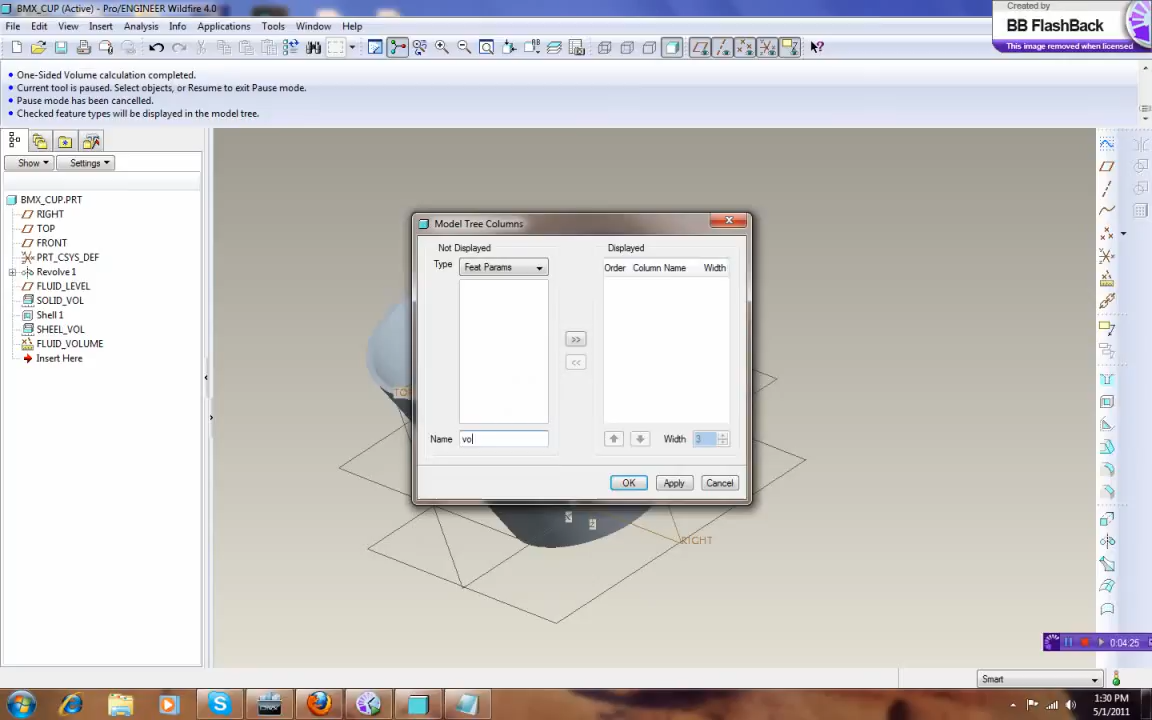 BMX_CUP (Active) - Pro/ENGINEER Wildfire 4.0
Created by
BB FlashBack
This image removed when licensed
File Edit View Insert Analysis Info Applications Tools Window Help
One-Sided Volume calculation completed.
Current tool is paused. Select objects, or Resume to exit Pause mode.
Pause mode has been cancelled.
Checked feature types will be displayed in the model tree.
Show Settings
BMX_CUP.PRT
RIGHT
TOP
FRONT
PRT_CSYS_DEF
Revolve 1
FLUID_LEVEL
SOLID_VOL
Shell 1
SHEEL_VOL
FLUID_VOLUME
Insert Here
Model Tree Columns
Not Displayed
Displayed
Type Feat Params
Order Column Name Width
>>
<<
Name vo
Width 3
OK Apply Cancel
TO
RIGHT
0:04:25
Smart
1:30 PM
5/1/2011